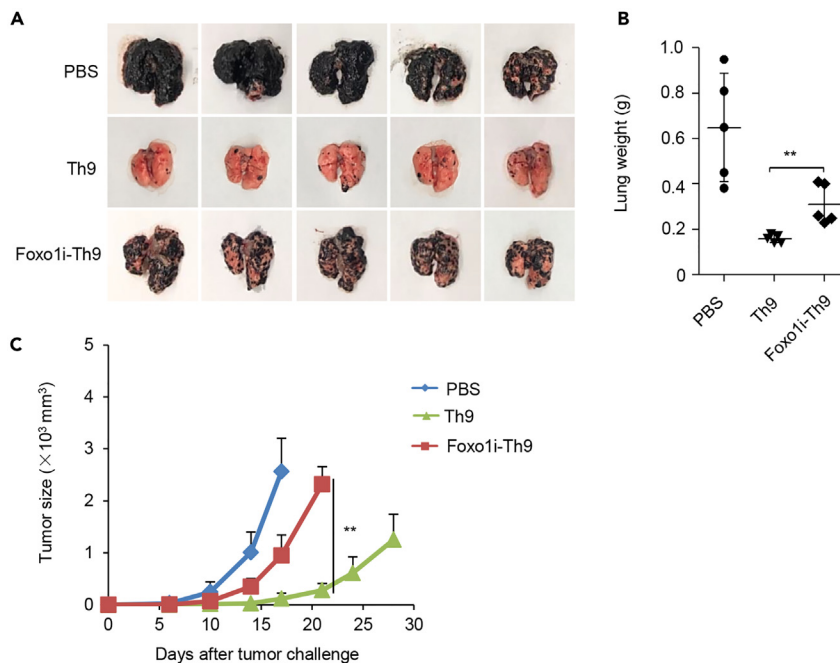 A
PBS
Th9
Foxo1i-Th9
B
Lung weight (g)
1.0
0.8
0.6
0.4
0.2
0
**
PBS
Th9
Foxo1i-Th9
C
Tumor size (×10³ mm³)
5
4
3
2
1
0
PBS
Th9
Foxo1i-Th9
**
0 5 10 15 20 25 30
Days after tumor challenge